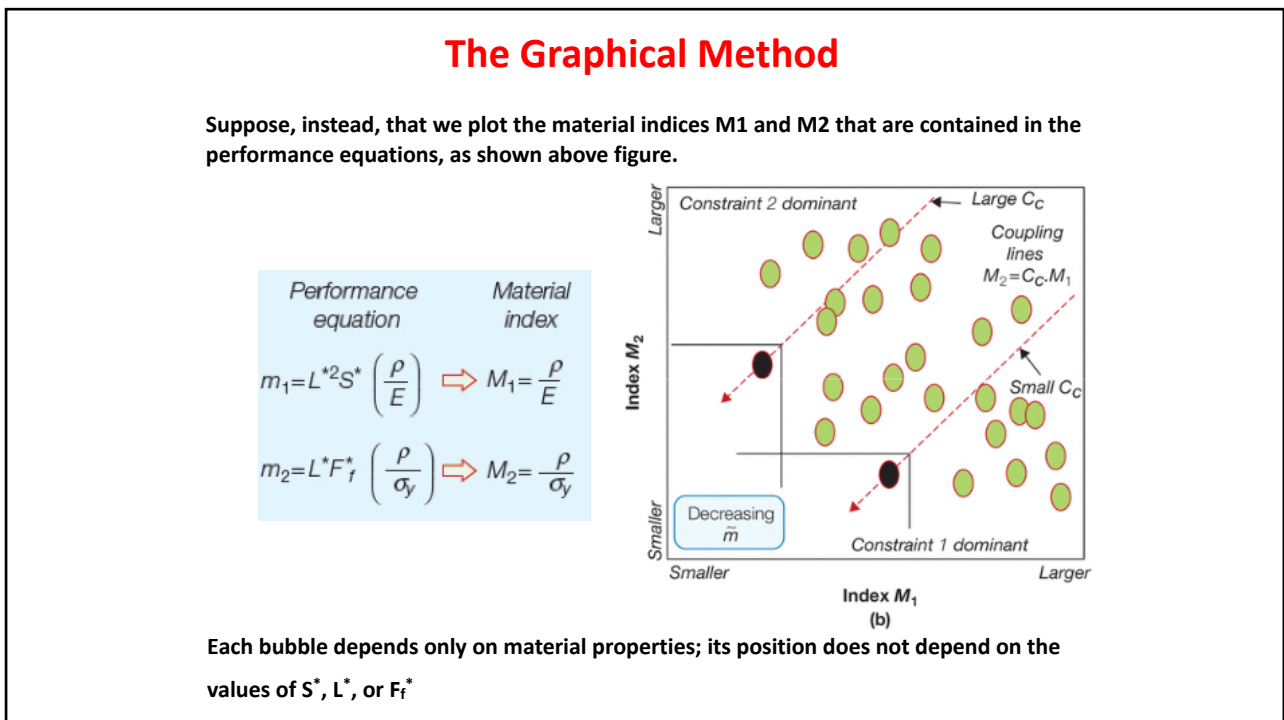 The Graphical Method
Suppose, instead, that we plot the material indices M1 and M2 that are contained in the
performance equations, as shown above figure.
Performance equation
Material index
m₁=L*²S* (ρ/E) ⇨ M₁= ρ/E
m₂=L*F*f (ρ/σy) ⇨ M₂= ρ/σy
Larger
Constraint 2 dominant
Large Cc
Coupling
lines
M₂=Cc.M₁
Index M₂
Small Cc
Smaller
Decreasing
m̃
Constraint 1 dominant
Smaller
Larger
Index M₁
(b)
Each bubble depends only on material properties; its position does not depend on the
values of S*, L*, or Ff*